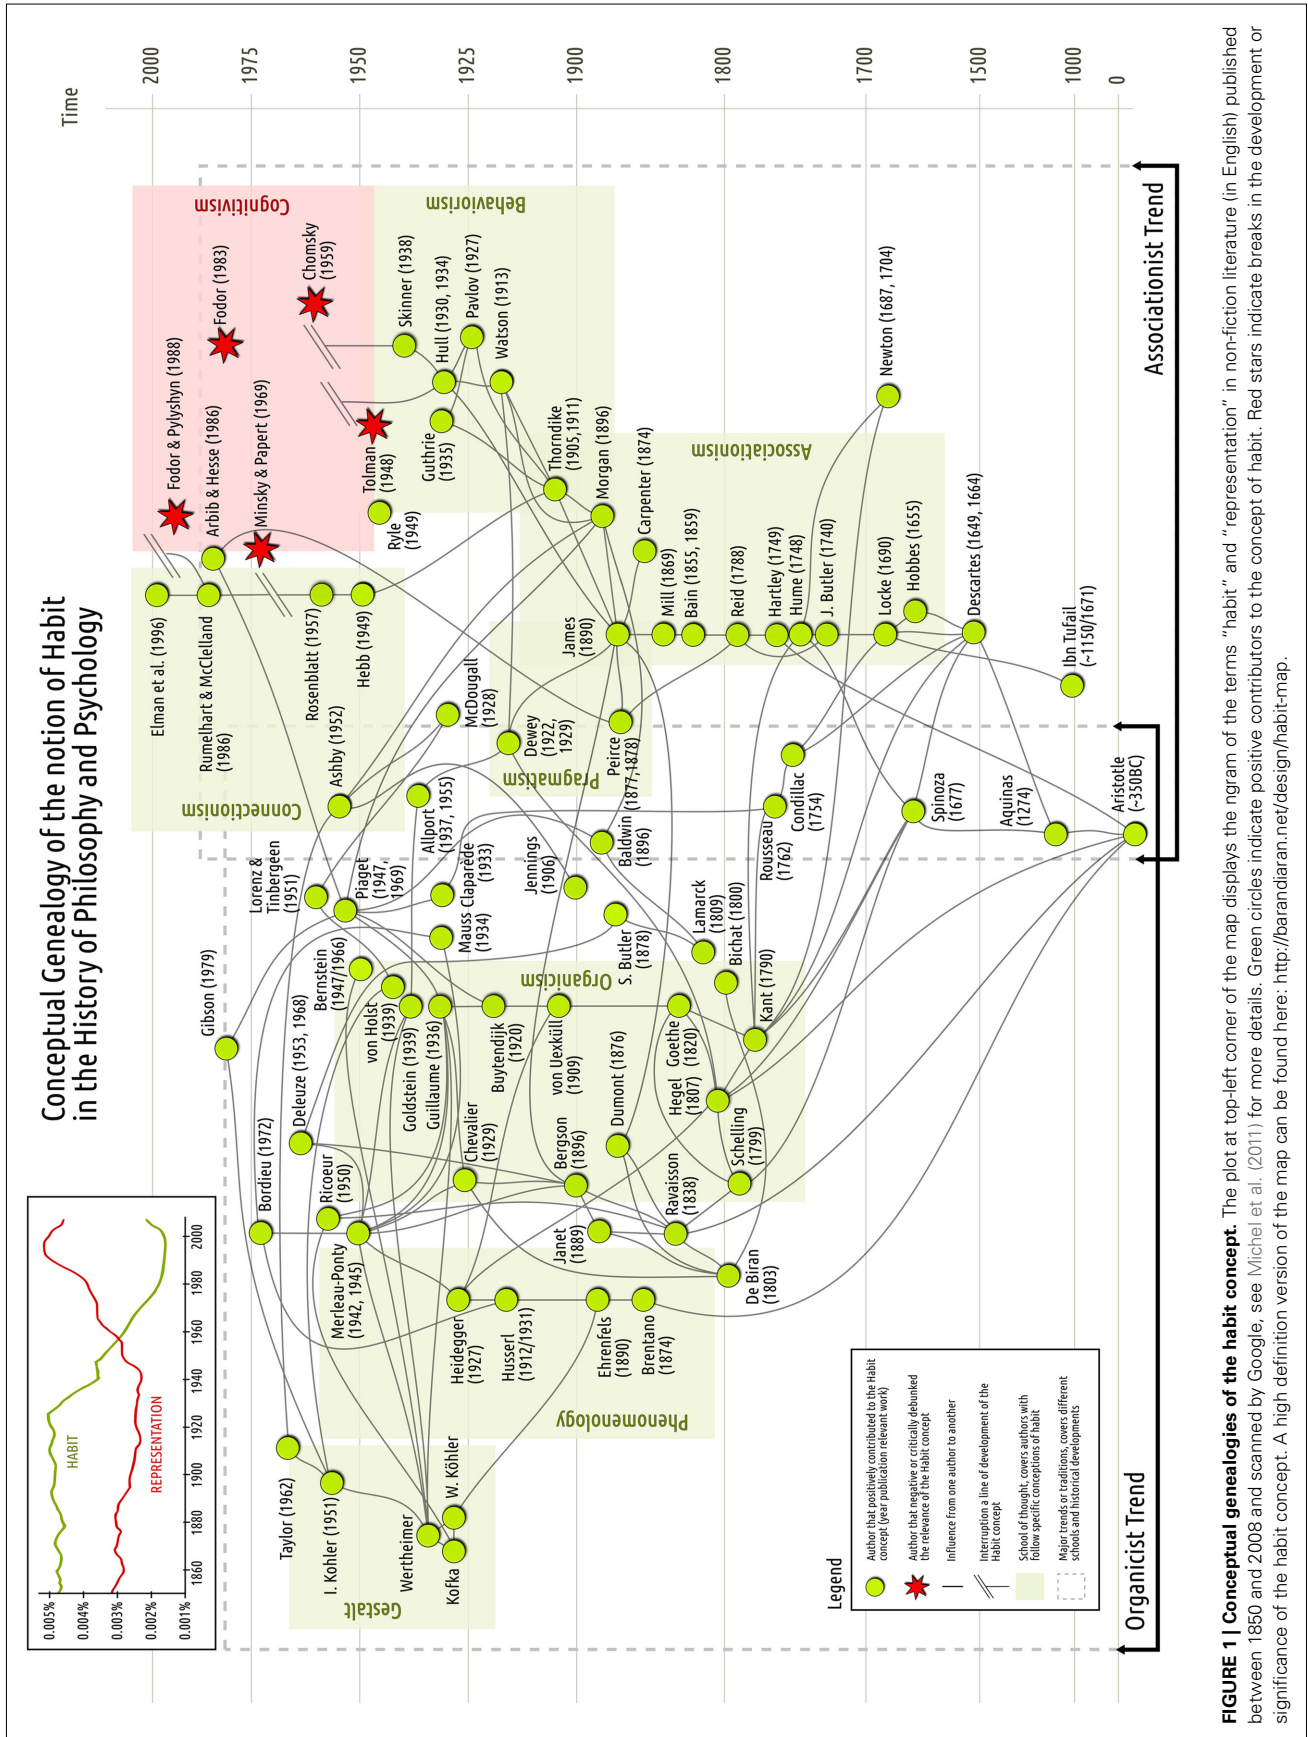 Conceptual Genealogy of the notion of Habit
in the History of Philosophy and Psychology
0.005%
0.004%
0.003%
0.002%
0.001%
HABIT
REPRESENTATION
1860
1880
1900
1920
1940
1960
1980
2000
Time
2000
1975
1950
1925
1900
1800
1700
1500
1000
0
Gestalt
Taylor (1962)
I. Kohler (1951)
Wertheimer
Kofka
W. Köhler
Phenomenology
Bordieu (1972)
Ricoeur
(1950)
Merleau-Ponty
(1942, 1945)
Heidegger
(1927)
Husserl
(1912/1931)
Ehrenfels
(1890)
Brentano
(1874)
Organicism
Gibson (1979)
Deleuze (1953, 1968)
Bernstein
(1947/1966)
von Holst
(1939)
Goldstein (1939)
Guillaume (1936)
Chevalier
(1929)
Buytendijk
(1920)
von Uexküll
(1909)
Bergson
(1896)
Janet
(1889)
Dumont (1876)
Ravaisson
(1838)
De Biran
(1803)
Goethe
(1820)
Hegel
(1807)
Schelling
(1799)
Kant (1790)
Bichat (1800)
Lamarck
(1809)
S. Butler
(1878)
Lorenz &
Tinbergeen
(1951)
Piaget
(1947,
1969)
Mauss
(1934)
Claparède
(1933)
Allport
(1937, 1955)
Jennings
(1906)
Baldwin
(1896)
Rousseau
(1762)
Condillac
(1754)
Spinoza
(1677)
Aquinas
(1274)
Aristotle
(~350BC)
Connectionism
Elman et al. (1996)
Rumelhart & McClelland
(1986)
Rosenblatt (1957)
Hebb (1949)
Ashby (1952)
McDougall
(1928)
Pragmatism
Dewey
(1922,
1929)
Peirce
(1877,1878)
James
(1890)
Cognitivism
Fodor & Pylyshyn (1988)
Arbib & Hesse (1986)
Minsky & Papert (1969)
Fodor (1983)
Chomsky
(1959)
Tolman
(1948)
Ryle
(1949)
Behaviorism
Skinner (1938)
Hull (1930, 1934)
Guthrie
(1935)
Pavlov (1927)
Watson (1913)
Thorndike
(1905,1911)
Morgan (1896)
Carpenter (1874)
Associationism
Mill (1869)
Bain (1855, 1859)
Reid (1788)
Hartley (1749)
Hume (1748)
J. Butler (1740)
Locke (1690)
Hobbes (1655)
Newton (1687, 1704)
Descartes (1649, 1664)
Ibn Tufail
(~1150/1671)
Legend
Author that positively contributed to the Habit
concept (year publication relevant work)
Author that negative or critically debunked
the relevance of the Habit concept
Influence from one author to another
Interruption a line of development of the
Habit concept
School of thought, covers authors with
follow specific conceptions of habit
Major trends or traditions, covers different
schools and historical developments
Organicist Trend
Associationist Trend
FIGURE 1 | Conceptual genealogies of the habit concept. The plot at top-left corner of the map displays the ngram of the terms "habit" and "representation" in non-fiction literature (in English) published
between 1850 and 2008 and scanned by Google, see Michel et al. (2011) for more details. Green circles indicate positive contributors to the concept of habit. Red stars indicate breaks in the development or
significance of the habit concept. A high definition version of the map can be found here: http://barandiaran.net/design/habit-map.